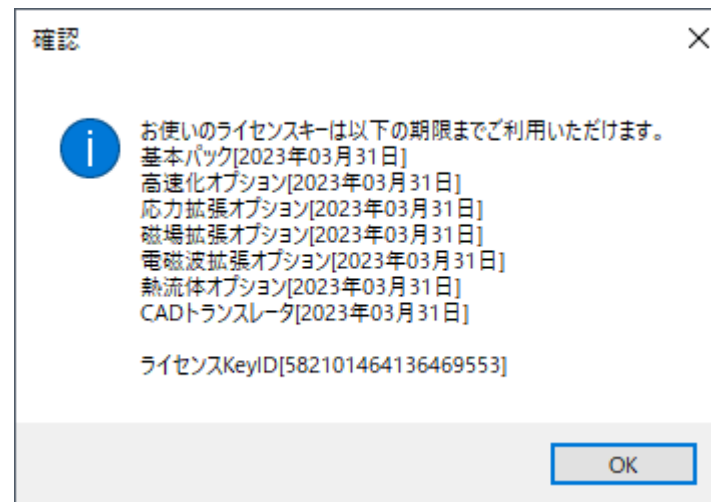 確認
お使いのライセンスキーは以下の期限までご利用いただけます。
基本パック[2023年03月31日]
高速化オプション[2023年03月31日]
応力拡張オプション[2023年03月31日]
磁場拡張オプション[2023年03月31日]
電磁波拡張オプション[2023年03月31日]
熱流体オプション[2023年03月31日]
CADトランスレータ[2023年03月31日]
ライセンスKeyID[582101464136469553]
OK